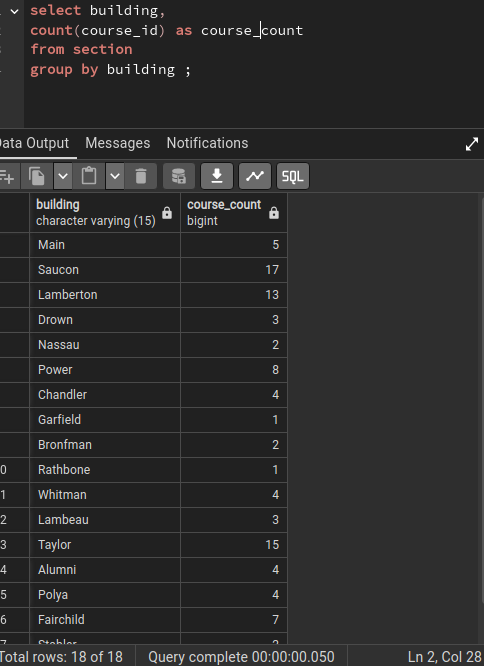 select building,
count(course_id) as course_count
from section
group by building ;
Data Output Messages Notifications
SQL
building course_count
character varying (15) bigint
Main 5
Saucon 17
Lamberton 13
Drown 3
Nassau 2
Power 8
Chandler 4
Garfield 1
Bronfman 2
0 Rathbone 1
1 Whitman 4
2 Lambeau 3
3 Taylor 15
4 Alumni 4
5 Polya 4
6 Fairchild 7
Total rows: 18 of 18 Query complete 00:00:00.050 Ln 2, Col 28